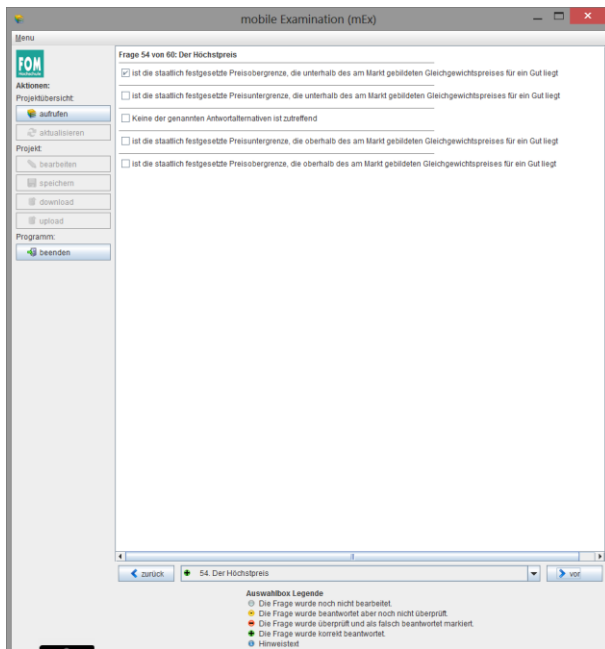 mobile Examination (mEx)
Menu
FOM
Hochschule
Aktionen:
Projektübersicht:
aufrufen
aktualisieren
Projekt:
bearbeiten
speichern
download
upload
Programm:
beenden
Frage 54 von 60: Der Höchstpreis
ist die staatlich festgesetzte Preisobergrenze, die unterhalb des am Markt gebildeten Gleichgewichtspreises für ein Gut liegt
ist die staatlich festgesetzte Preisuntergrenze, die unterhalb des am Markt gebildeten Gleichgewichtspreises für ein Gut liegt
Keine der genannten Antwortalternativen ist zutreffend
ist die staatlich festgesetzte Preisuntergrenze, die oberhalb des am Markt gebildeten Gleichgewichtspreises für ein Gut liegt
ist die staatlich festgesetzte Preisobergrenze, die oberhalb des am Markt gebildeten Gleichgewichtspreises für ein Gut liegt
zurück
54. Der Höchstpreis
vor
Auswahlbox Legende
Die Frage wurde noch nicht bearbeitet.
Die Frage wurde beantwortet aber noch nicht überprüft.
Die Frage wurde überprüft und als falsch beantwortet markiert.
Die Frage wurde korrekt beantwortet.
Hinweistext